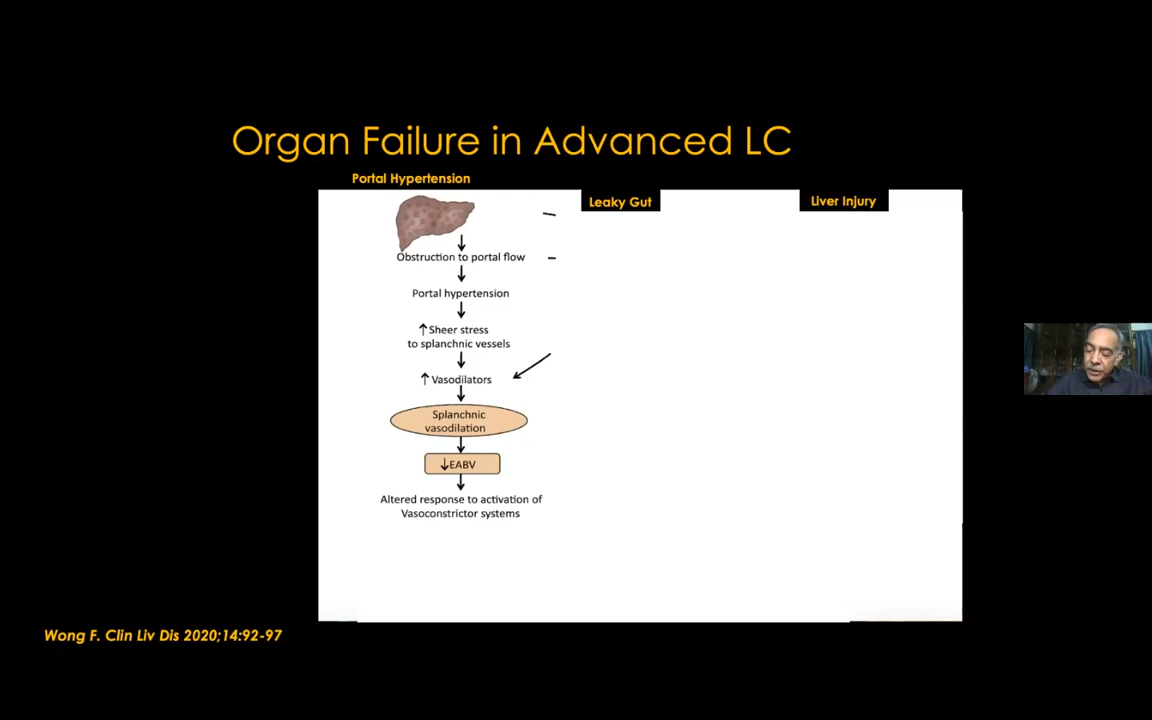 Organ Failure in Advanced LC
Portal Hypertension
Leaky Gut
Liver Injury
Obstruction to portal flow
Portal hypertension
↑Sheer stress
to splanchnic vessels
↑Vasodilators
Splanchnic
vasodilation
↓EABV
Altered response to activation of
Vasoconstrictor systems
Wong F. Clin Liv Dis 2020;14:92-97